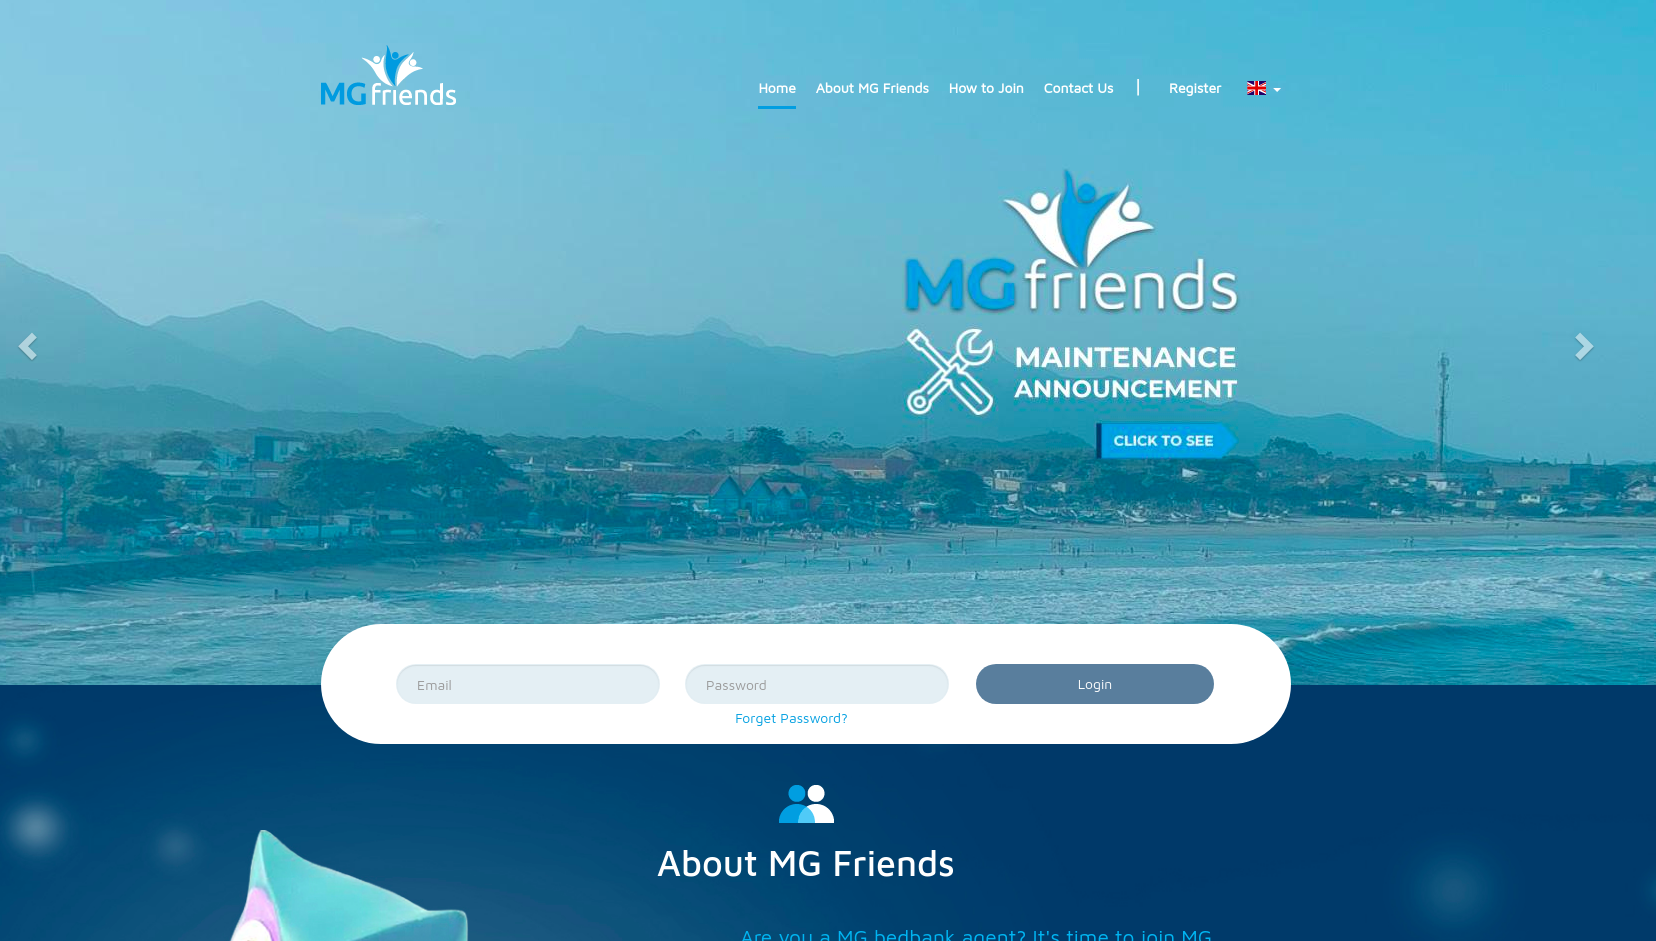 MG friends
Home About MG Friends How to Join Contact Us | Register
MG friends
MAINTENANCE
ANNOUNCEMENT
CLICK TO SEE
Email Password Login
Forget Password?
About MG Friends
Are you a MG bedbank agent? It's time to join MG